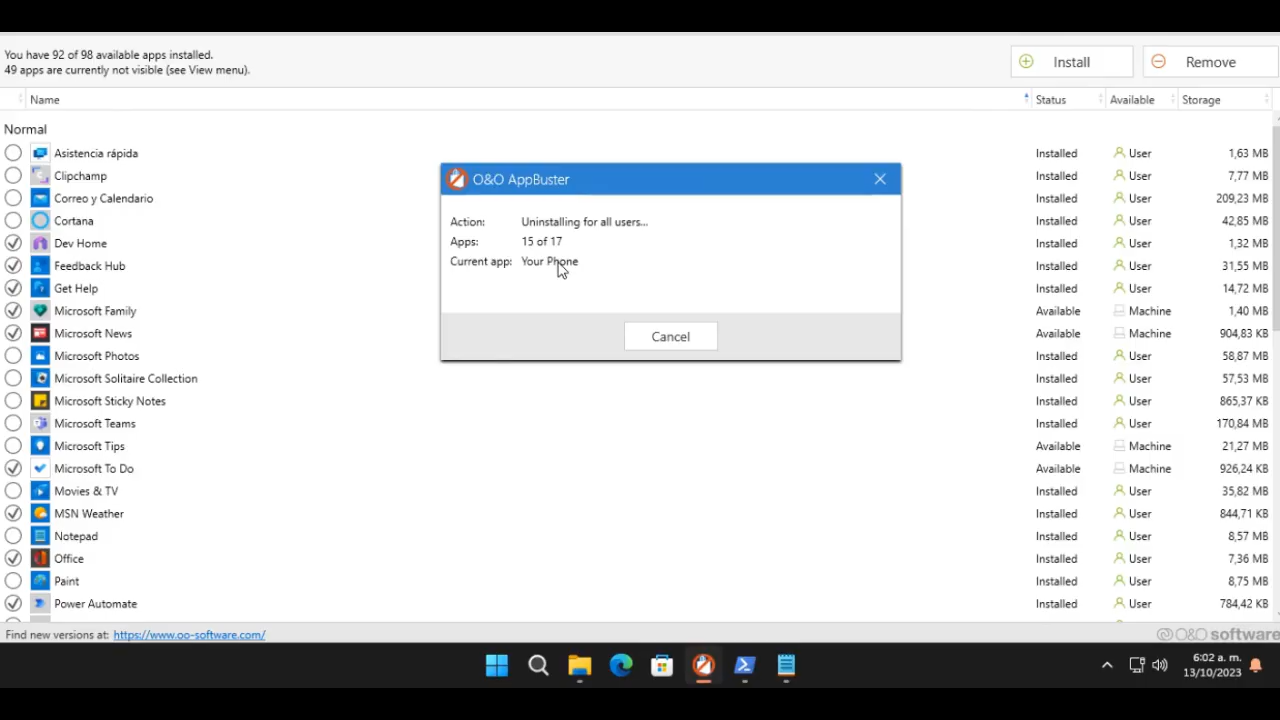 You have 92 of 98 available apps installed.
49 apps are currently not visible (see View menu).
Install
Remove
Name Status Available Storage
Normal
Asistencia rápida Installed User 1,63 MB
Clipchamp Installed User 7,77 MB
Correo y Calendario Installed User 209,23 MB
Cortana Installed User 42,85 MB
Dev Home Installed User 1,32 MB
Feedback Hub Installed User 31,55 MB
Get Help Installed User 14,72 MB
Microsoft Family Available Machine 1,40 MB
Microsoft News Available Machine 904,83 KB
Microsoft Photos Installed User 58,87 MB
Microsoft Solitaire Collection Installed User 57,53 MB
Microsoft Sticky Notes Installed User 865,37 KB
Microsoft Teams Installed User 170,84 MB
Microsoft Tips Available Machine 21,27 MB
Microsoft To Do Available Machine 926,24 KB
Movies & TV Installed User 35,82 MB
MSN Weather Installed User 844,71 KB
Notepad Installed User 8,57 MB
Office Installed User 7,36 MB
Paint Installed User 8,75 MB
Power Automate Installed User 784,42 KB
O&O AppBuster
Action: Uninstalling for all users...
Apps: 15 of 17
Current app: Your Phone
Cancel
Find new versions at: https://www.oo-software.com/
O&O software
6:02 a. m.
13/10/2023